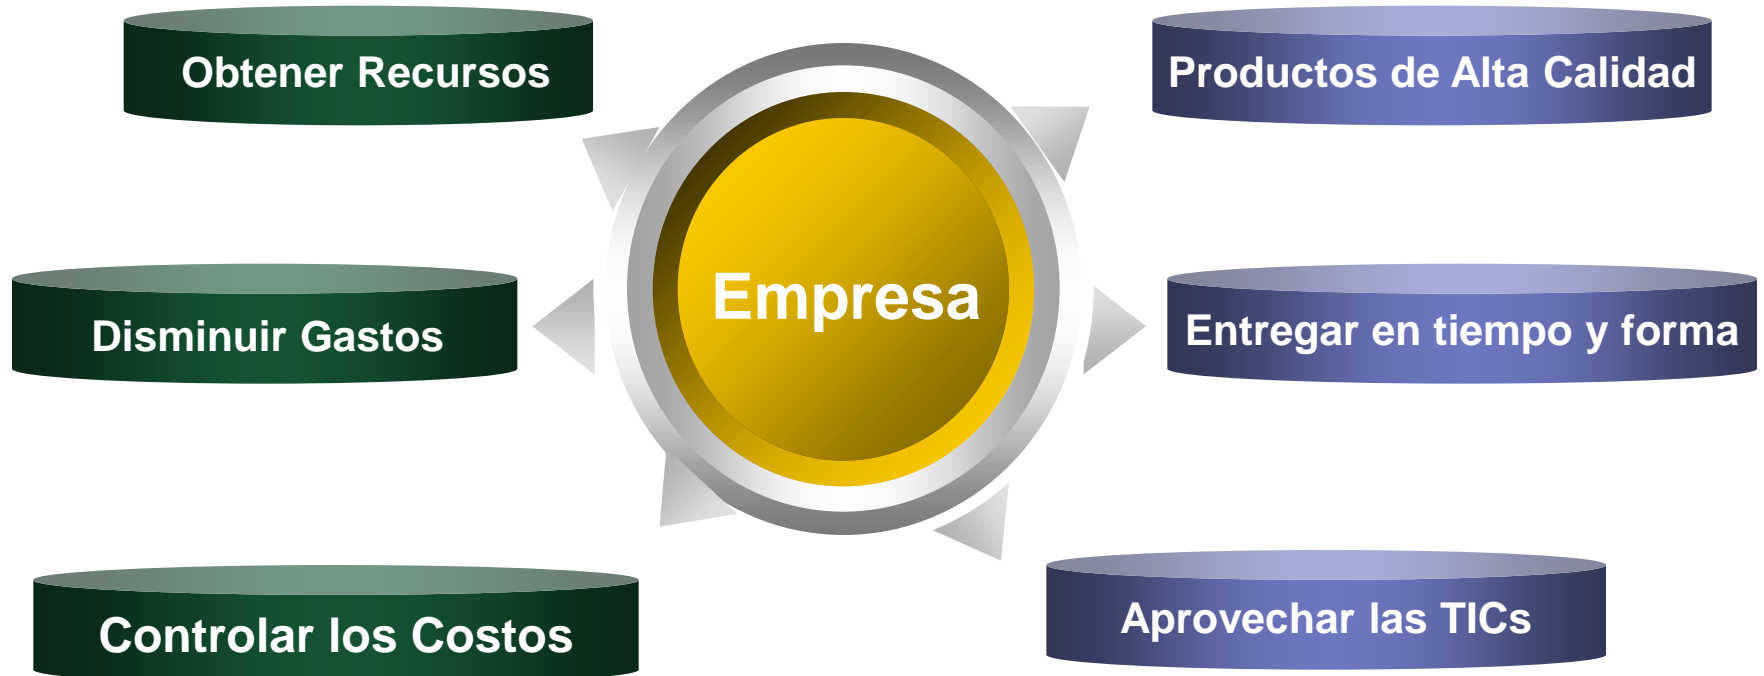 Obtener Recursos
Productos de Alta Calidad
Empresa
Disminuir Gastos
Entregar en tiempo y forma
Controlar los Costos
Aprovechar las TICs